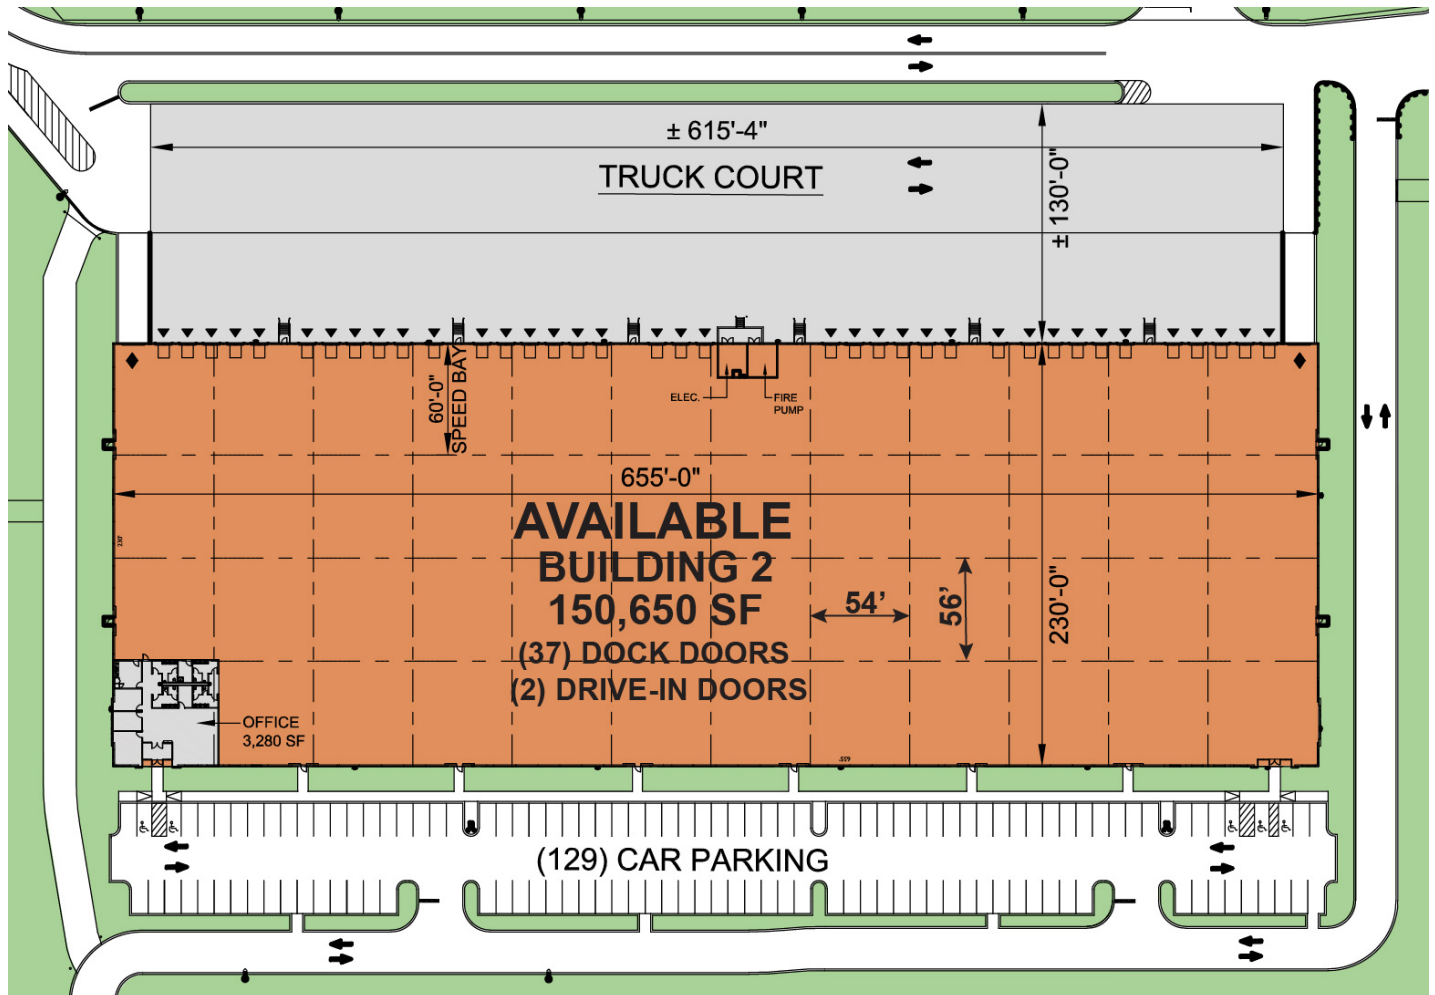 ± 615'-4"
TRUCK COURT
± 130'-0"
60'-0"
SPEED BAY
ELEC.
FIRE
PUMP
655'-0"
AVAILABLE
BUILDING 2
150,650 SF
(37) DOCK DOORS
(2) DRIVE-IN DOORS
54’
56’
230'-0"
230'
OFFICE
3,280 SF
655'
(129) CAR PARKING